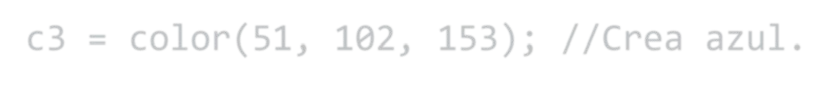 c3 = color(51, 102, 153); //Crea azul.